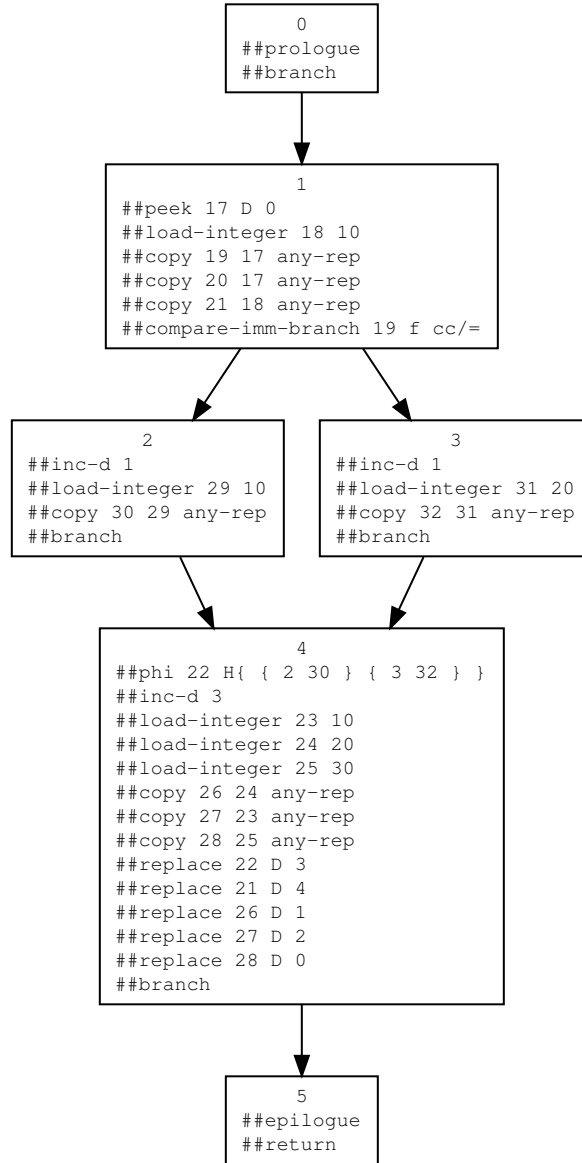 0
##prologue
##branch
1
##peek 17 D 0
##load-integer 18 10
##copy 19 17 any-rep
##copy 20 17 any-rep
##copy 21 18 any-rep
##compare-imm-branch 19 f cc/=
2
##inc-d 1
##load-integer 29 10
##copy 30 29 any-rep
##branch
3
##inc-d 1
##load-integer 31 20
##copy 32 31 any-rep
##branch
4
##phi 22 H{ { 2 30 } { 3 32 } }
##inc-d 3
##load-integer 23 10
##load-integer 24 20
##load-integer 25 30
##copy 26 24 any-rep
##copy 27 23 any-rep
##copy 28 25 any-rep
##replace 22 D 3
##replace 21 D 4
##replace 26 D 1
##replace 27 D 2
##replace 28 D 0
##branch
5
##epilogue
##return